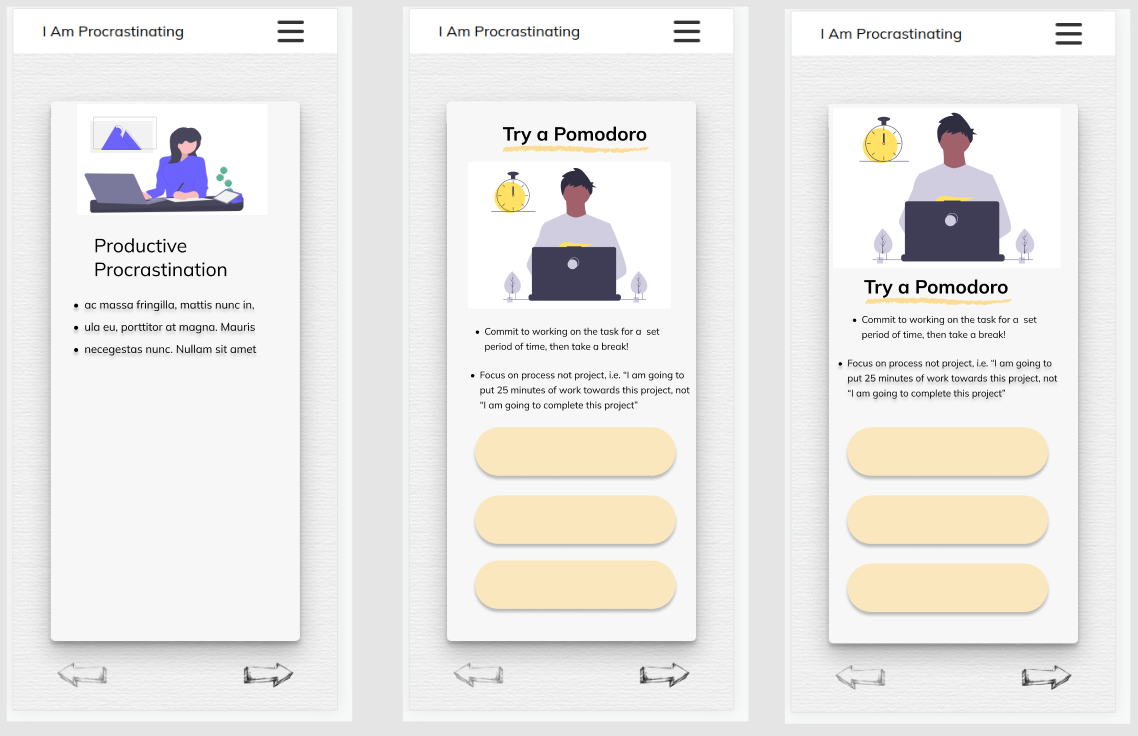 I Am Procrastinating
Productive
Procrastination
• ac massa fringilla, mattis nunc in,
• ula eu, porttitor at magna. Mauris
• necegestas nunc. Nullam sit amet
I Am Procrastinating
Try a Pomodoro
• Commit to working on the task for a set
period of time, then take a break!
• Focus on process not project, i.e. “I am going to
put 25 minutes of work towards this project, not
“I am going to complete this project”
I Am Procrastinating
Try a Pomodoro
• Commit to working on the task for a set
period of time, then take a break!
• Focus on process not project, i.e. “I am going to
put 25 minutes of work towards this project, not
“I am going to complete this project”